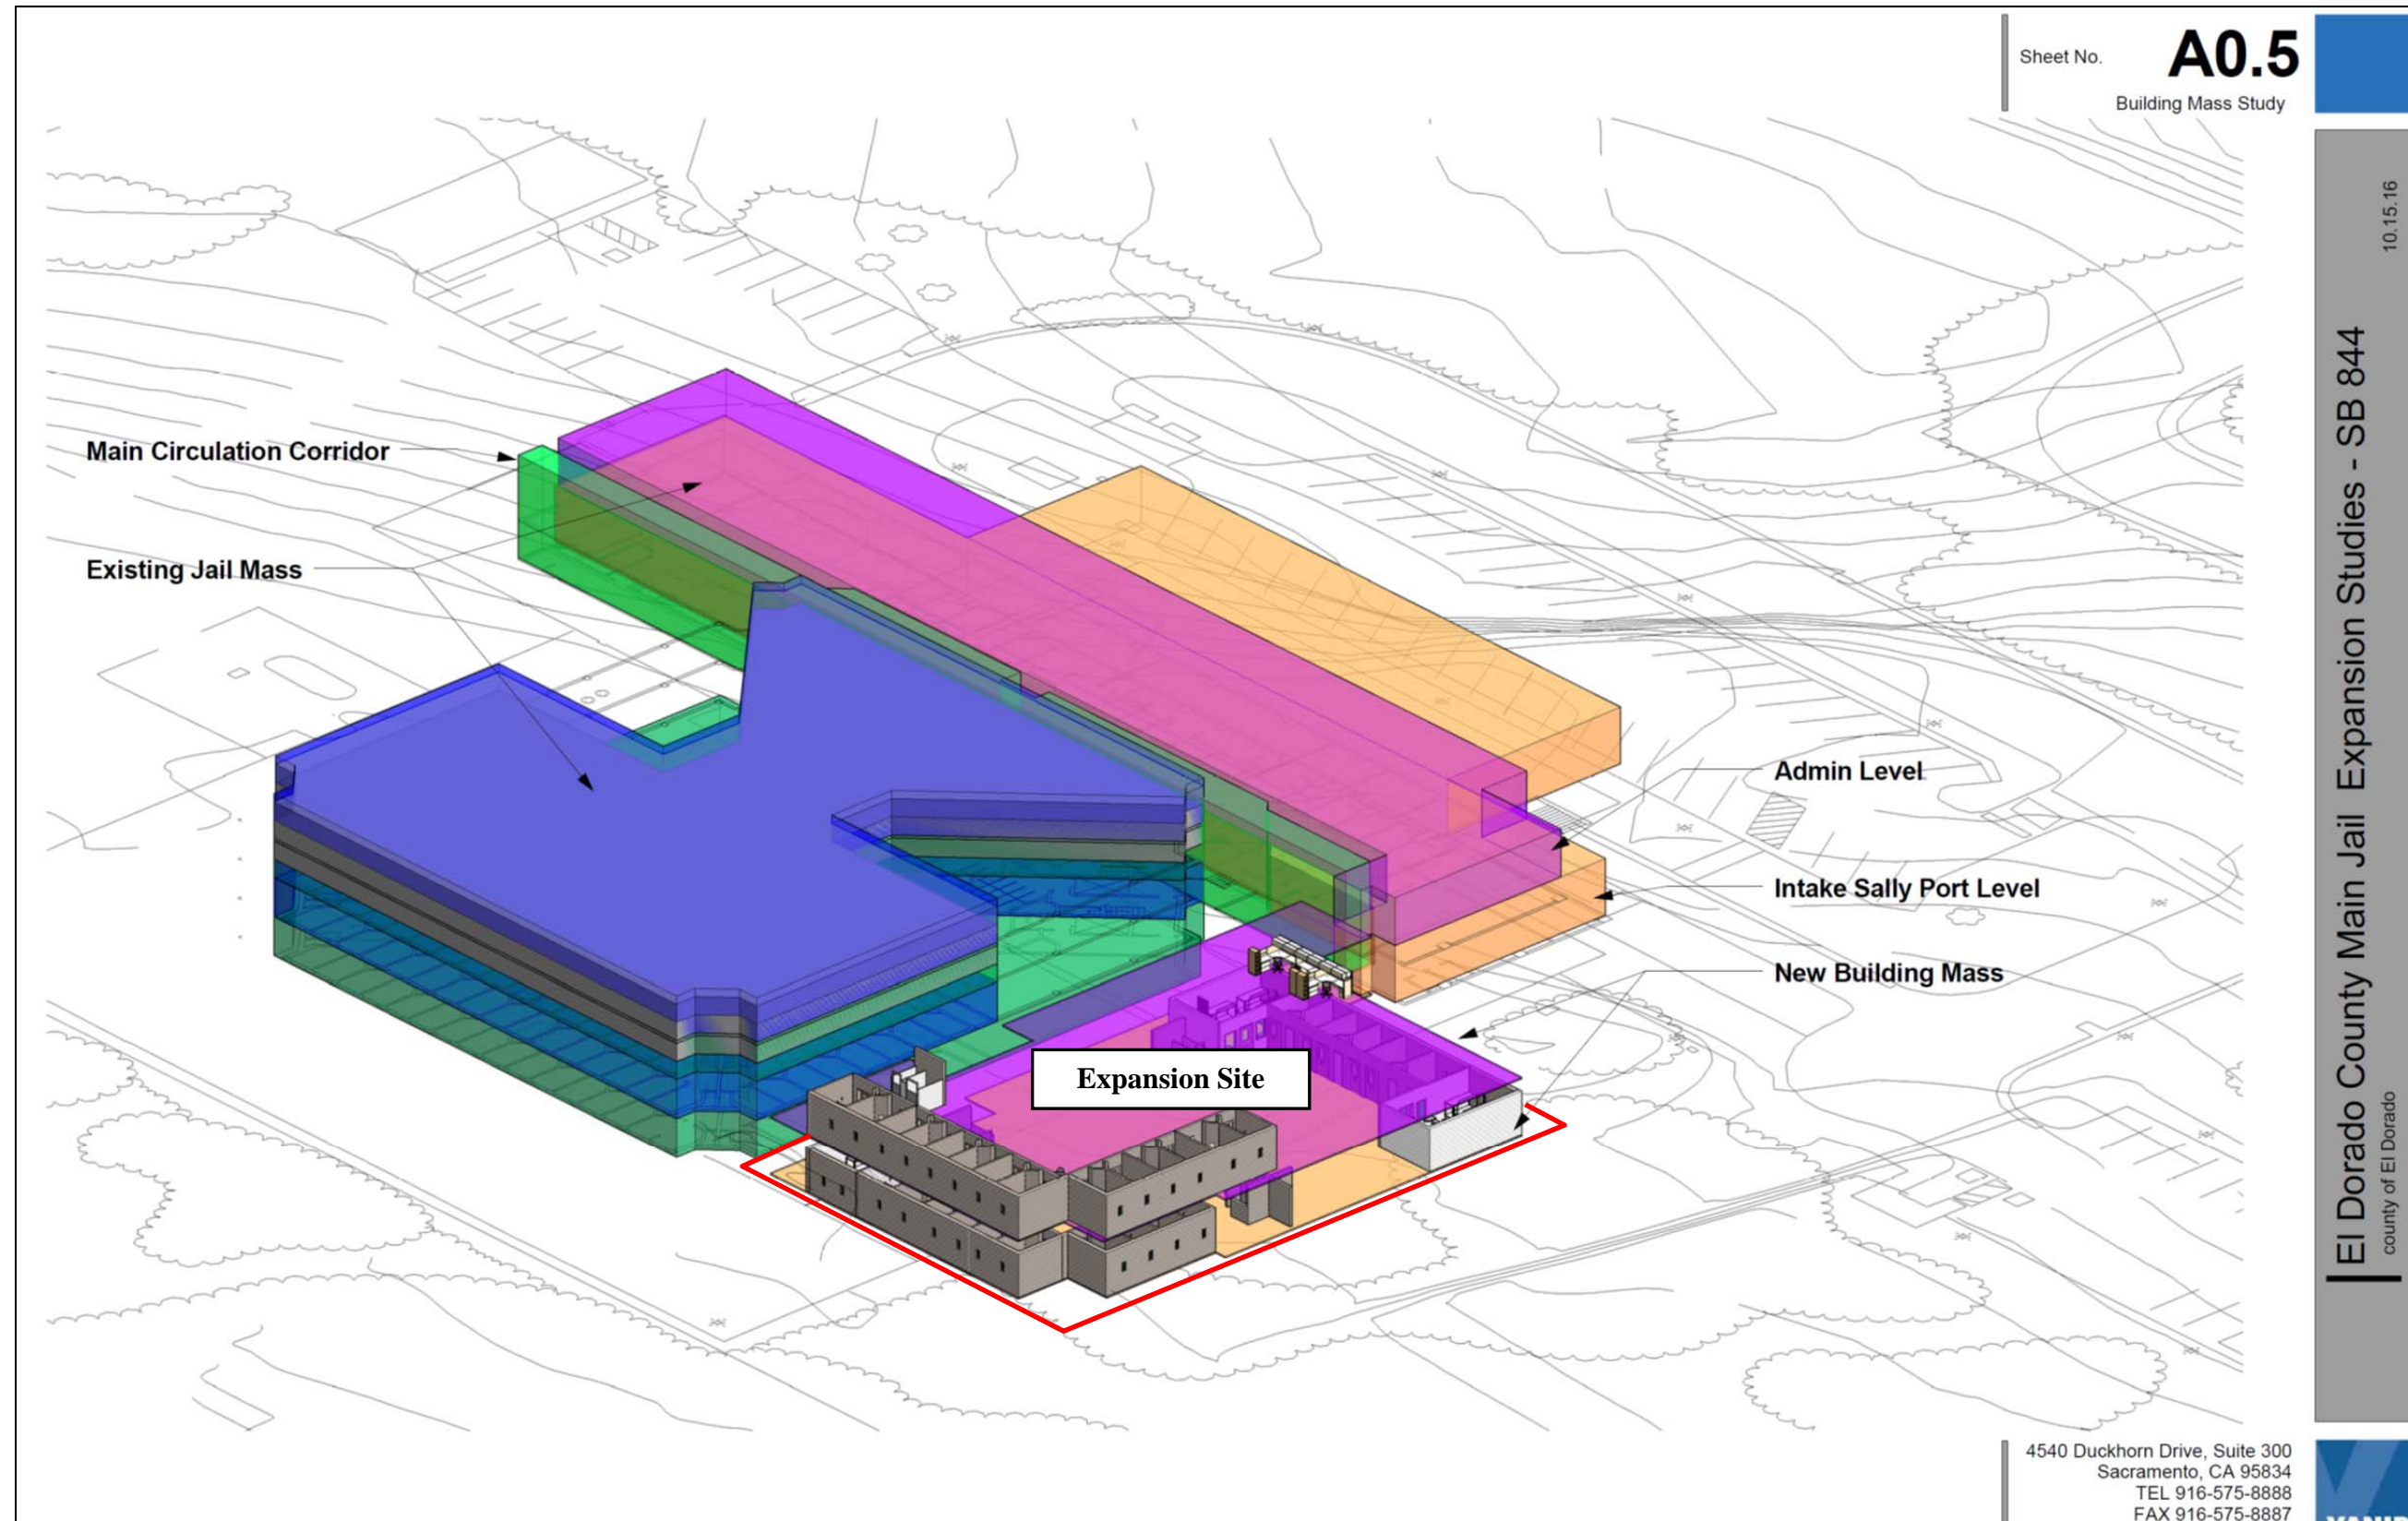 Sheet No. A0.5
Building Mass Study
10.15.16
El Dorado County Main Jail Expansion Studies - SB 844
county of El Dorado
Main Circulation Corridor
Existing Jail Mass
Admin Level
Intake Sally Port Level
New Building Mass
Expansion Site
4540 Duckhorn Drive, Suite 300
Sacramento, CA 95834
TEL 916-575-8888
FAX 916-575-8887